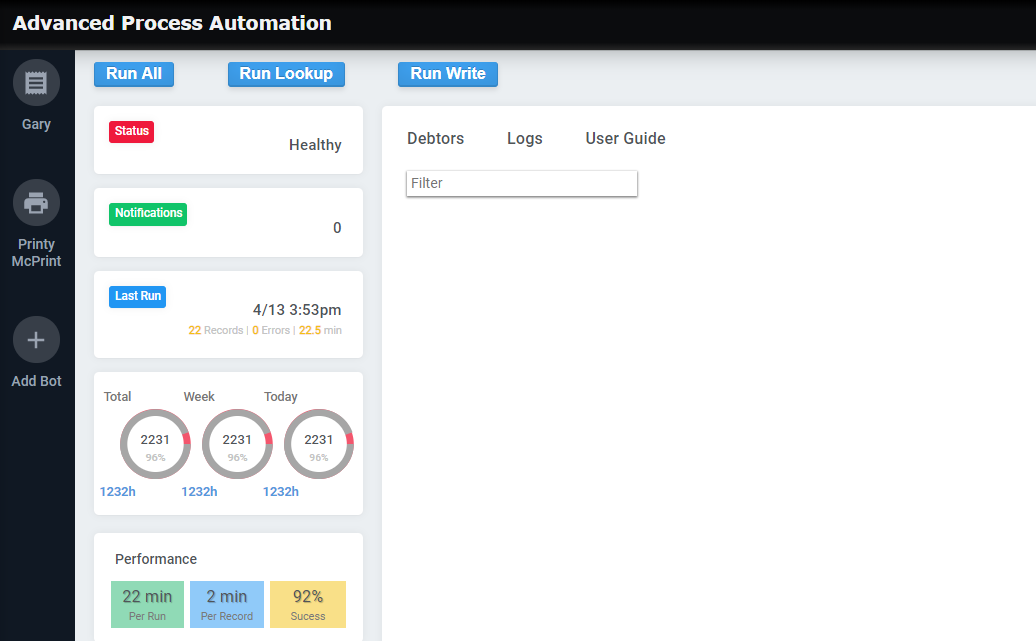 Advanced Process Automation
Gary
Printy
McPrint
Add Bot
Run All
Run Lookup
Run Write
Status
Healthy
Notifications
0
Last Run
4/13 3:53pm
22 Records | 0 Errors | 22.5 min
Total Week Today
2231 2231 2231
96% 96% 96%
1232h 1232h 1232h
Performance
22 min 2 min 92%
Per Run Per Record Sucess
Debtors Logs User Guide
Filter